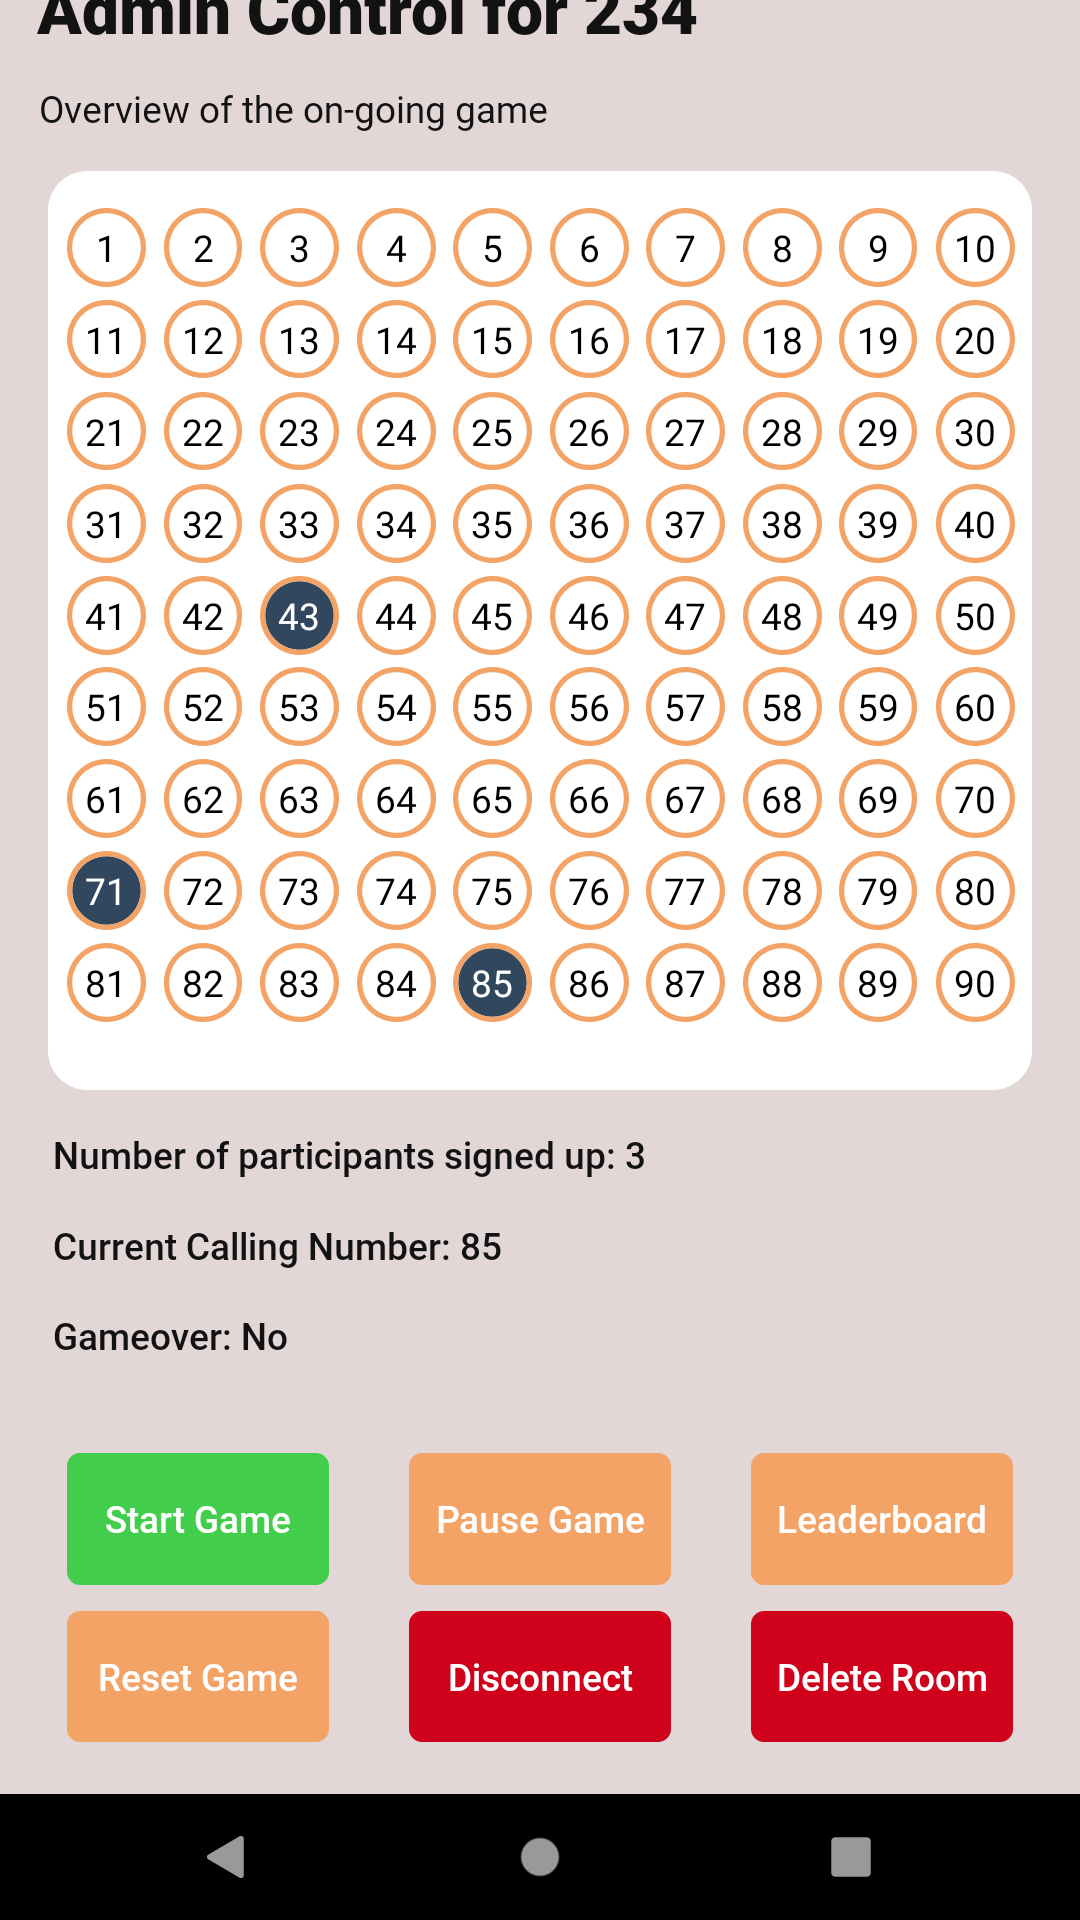 Admin Control for 234
Overview of the on-going game
1 2 3 4 5 6 7 8 9 10
11 12 13 14 15 16 17 18 19 20
21 22 23 24 25 26 27 28 29 30
31 32 33 34 35 36 37 38 39 40
41 42 43 44 45 46 47 48 49 50
51 52 53 54 55 56 57 58 59 60
61 62 63 64 65 66 67 68 69 70
71 72 73 74 75 76 77 78 79 80
81 82 83 84 85 86 87 88 89 90
Number of participants signed up: 3
Current Calling Number: 85
Gameover: No
Start Game Pause Game Leaderboard
Reset Game Disconnect Delete Room